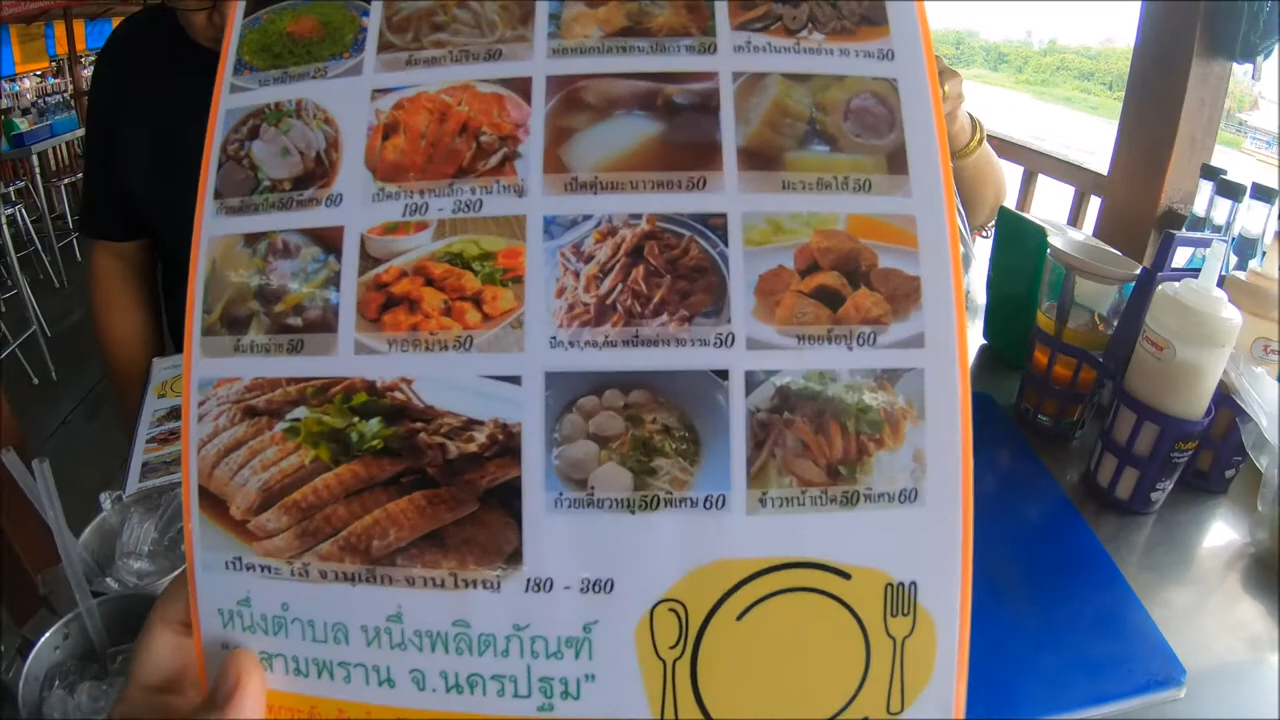 บะหมี่หยก 25
ต้มดอกไม้จีน 50
ห่อหมกปลาช่อน,ปลากราย 50
เครื่องในหนึ่งอย่าง 30 รวม 50
ก๋วยเตี๋ยวเป็ด 50 พิเศษ 60
เป็ดย่าง จานเล็ก-จานใหญ่
190 - 380
เป็ดตุ๋นมะนาวดอง 50
มะระยัดไส้ 50
ต้มจับฉ่าย 50
ทอดมัน 50
ปีก,ขา,คอ,ตีน หนึ่งอย่าง 30 รวม 50
หอยจ๊อปู 60
เป็ดพะโล้ จานเล็ก-จานใหญ่ 180 - 360
ก๋วยเตี๋ยวหมู 50 พิเศษ 60
ข้าวหน้าเป็ด 50 พิเศษ 60
หนึ่งตำบล หนึ่งผลิตภัณฑ์
สามพราน จ.นครปฐม"